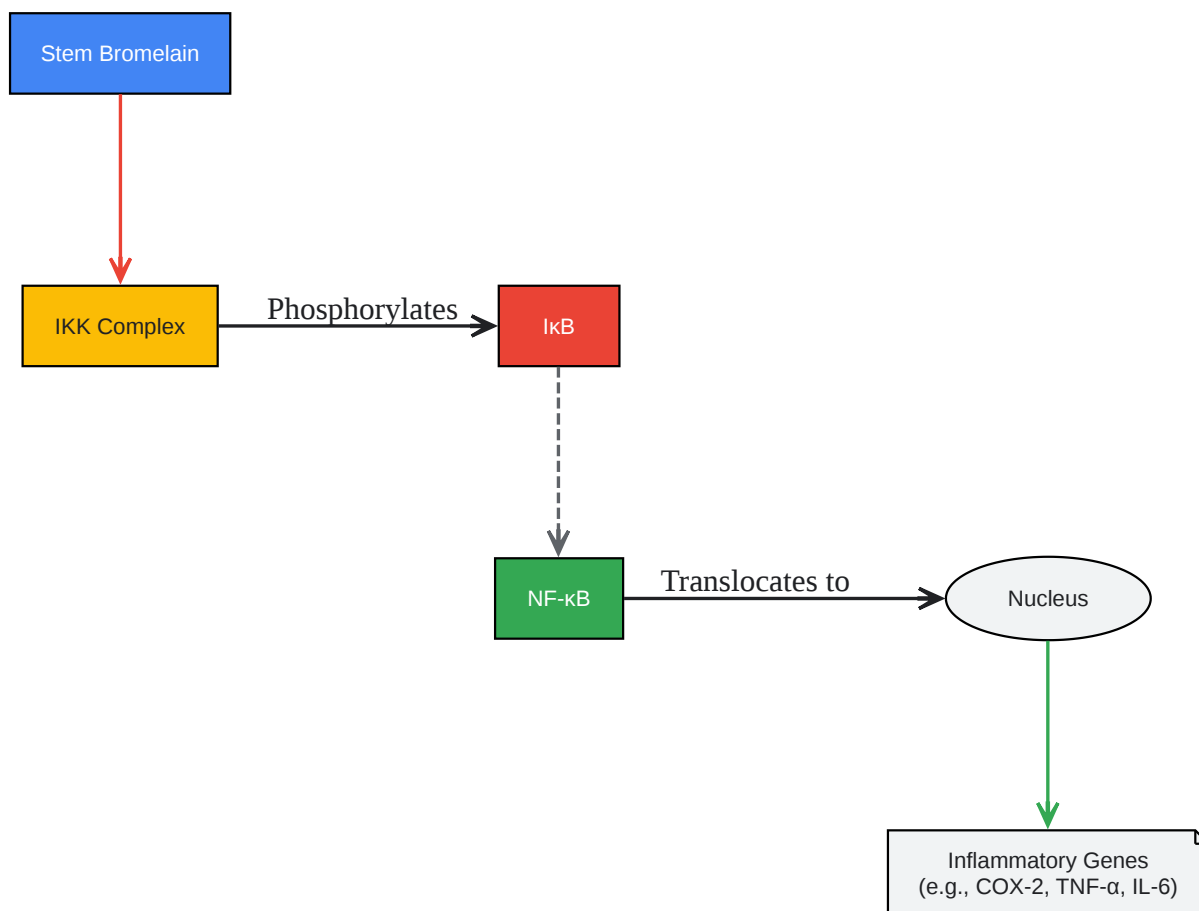 Stem Bromelain
IKK Complex
Phosphorylates
IκB
NF-κB
Translocates to
Nucleus
Inflammatory Genes
(e.g., COX-2, TNF-α, IL-6)